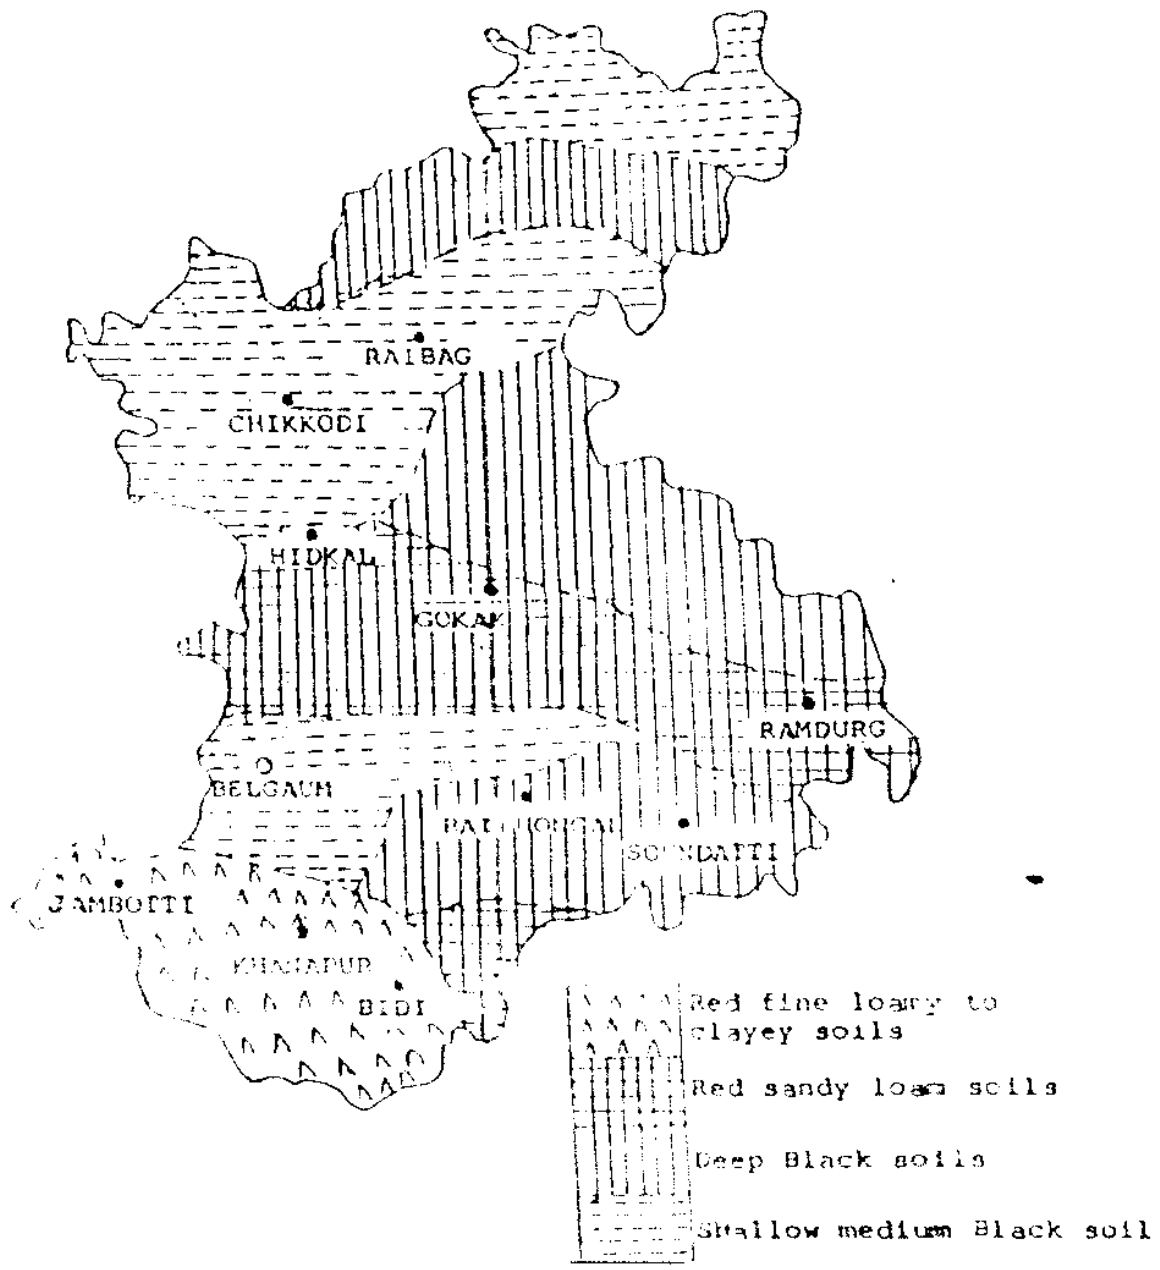 RAIBAG
CHIKKODI
HIDKAL
GOKAK
RAMDURG
BELGAUM
SOUNDATTI
JAMBOTTI
KHANAPUR
BIDI
Red fine loamy to
clayey soils
Red sandy loam soils
Deep Black soils
Shallow medium Black soil